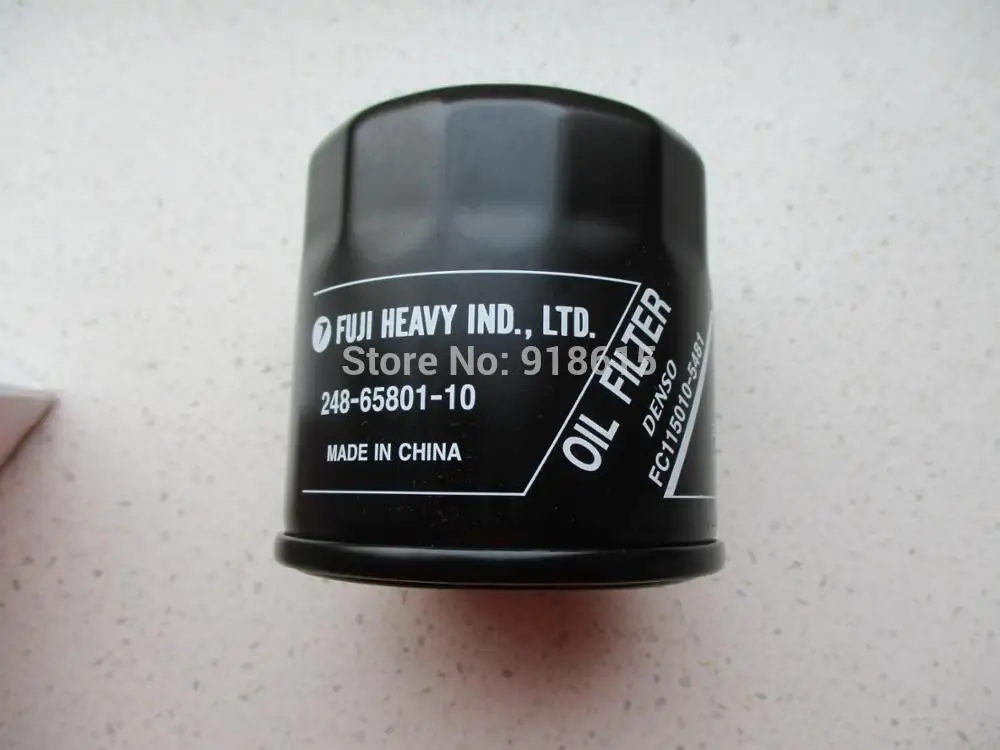 FUJI HEAVY IND., LTD.
Store No: 918615
248-65801-10
MADE IN CHINA
OIL FILTER
DENSO
FC115010-5481